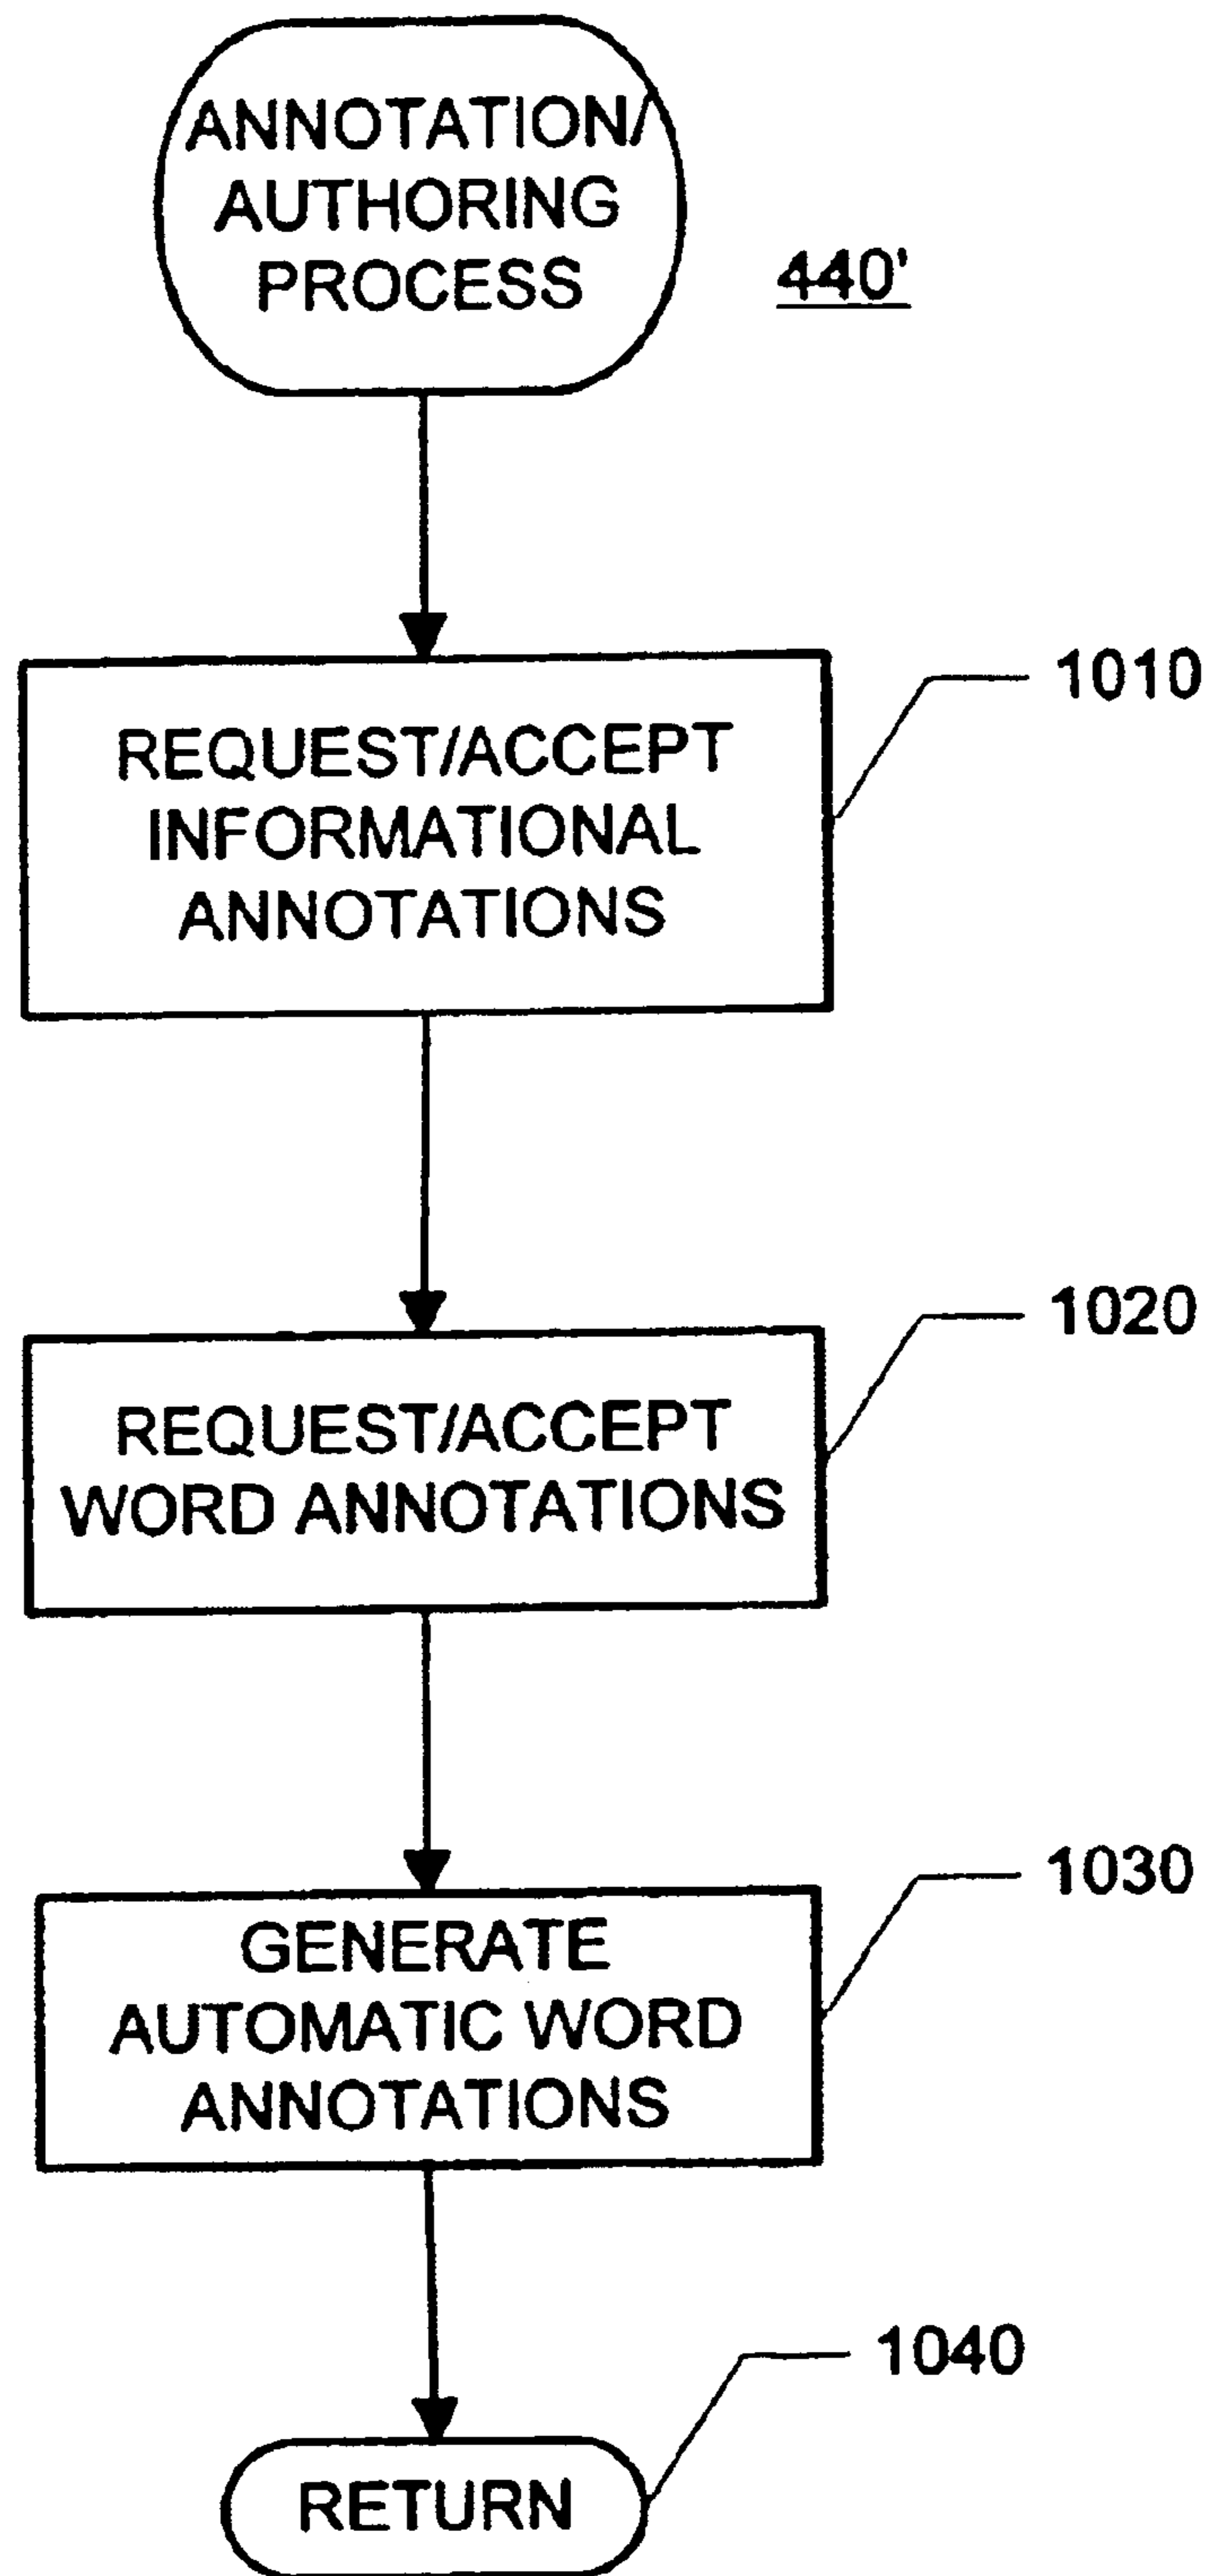 ANNOTATION/
AUTHORING
PROCESS
440'
REQUEST/ACCEPT
INFORMATIONAL
ANNOTATIONS
1010
REQUEST/ACCEPT
WORD ANNOTATIONS
1020
GENERATE
AUTOMATIC WORD
ANNOTATIONS
1030
RETURN
1040